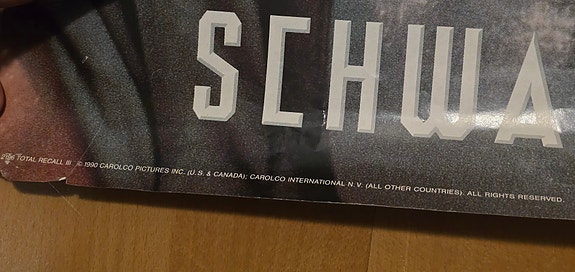 SCHWA
TOTAL RECALL III © 1990 CAROLCO PICTURES INC. (U.S. & CANADA); CAROLCO INTERNATIONAL N.V. (ALL OTHER COUNTRIES). ALL RIGHTS RESERVED.